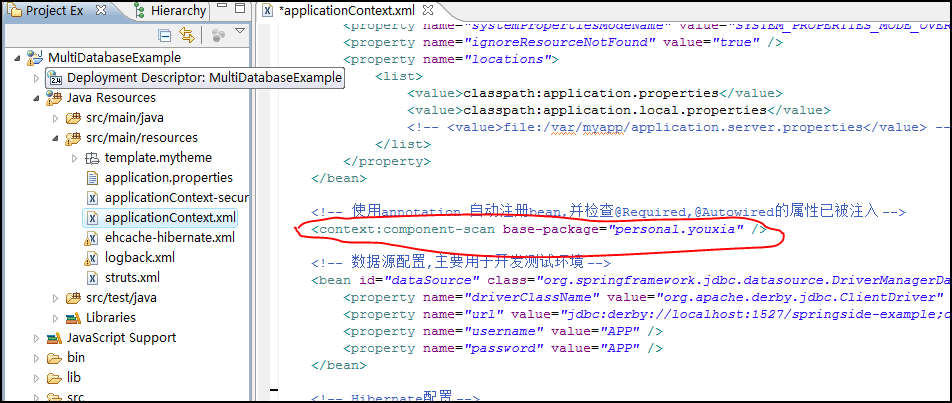 Project Ex
Hierarchy
MultiDatabaseExample
Deployment Descriptor: MultiDatabaseExample
Java Resources
src/main/java
src/main/resources
template.mytheme
application.properties
applicationContext-secur
applicationContext.xml
ehcache-hibernate.xml
logback.xml
struts.xml
src/test/java
Libraries
JavaScript Support
bin
lib
src
*applicationContext.xml
<property name="systemPropertiesModeName" value="SYSTEM_PROPERTIES_MODE_OVER
<property name="ignoreResourceNotFound" value="true" />
<property name="locations">
<list>
<value>classpath:application.properties</value>
<value>classpath:application.local.properties</value>
<!-- <value>file:/var/myapp/application.server.properties</value> --
</list>
</property>
</bean>
<!-- 使用annotation 自动注册bean,并检查@Required,@Autowired的属性已被注入 -->
<context:component-scan base-package="personal.youxia" />
<!-- 数据源配置,主要用于开发测试环境 -->
<bean id="dataSource" class="org.springframework.jdbc.datasource.DriverManagerDa
<property name="driverClassName" value="org.apache.derby.jdbc.ClientDriver"
<property name="url" value="jdbc:derby://localhost:1527/springside-example;c
<property name="username" value="APP" />
<property name="password" value="APP" />
</bean>
<!-- Hibernate配置 -->